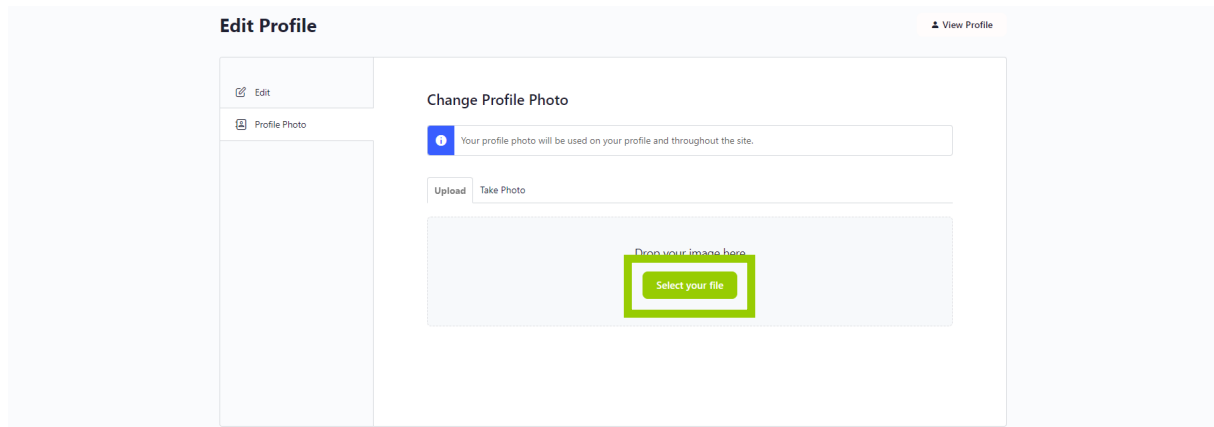 Edit Profile
View Profile
Edit
Profile Photo
Change Profile Photo
Your profile photo will be used on your profile and throughout the site.
Upload
Take Photo
Drop your image here
Select your file